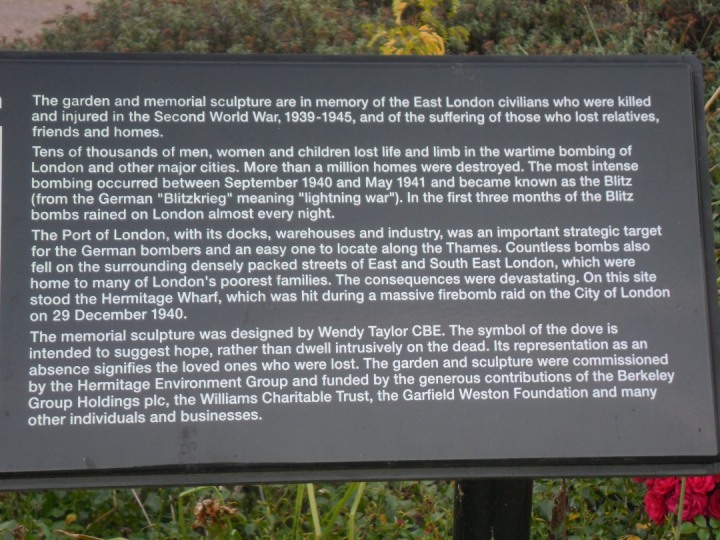 The garden and memorial sculpture are in memory of the East London civilians who were killed
and injured in the Second World War, 1939-1945, and of the suffering of those who lost relatives,
friends and homes.
Tens of thousands of men, women and children lost life and limb in the wartime bombing of
London and other major cities. More than a million homes were destroyed. The most intense
bombing occurred between September 1940 and May 1941 and became known as the Blitz
(from the German "Blitzkrieg" meaning "lightning war"). In the first three months of the Blitz
bombs rained on London almost every night.
The Port of London, with its docks, warehouses and industry, was an important strategic target
for the German bombers and an easy one to locate along the Thames. Countless bombs also
fell on the surrounding densely packed streets of East and South East London, which were
home to many of London's poorest families. The consequences were devastating. On this site
stood the Hermitage Wharf, which was hit during a massive firebomb raid on the City of London
on 29 December 1940.
The memorial sculpture was designed by Wendy Taylor CBE. The symbol of the dove is
intended to suggest hope, rather than dwell intrusively on the dead. Its representation as an
absence signifies the loved ones who were lost. The garden and sculpture were commissioned
by the Hermitage Environment Group and funded by the generous contributions of the Berkeley
Group Holdings plc, the Williams Charitable Trust, the Garfield Weston Foundation and many
other individuals and businesses.